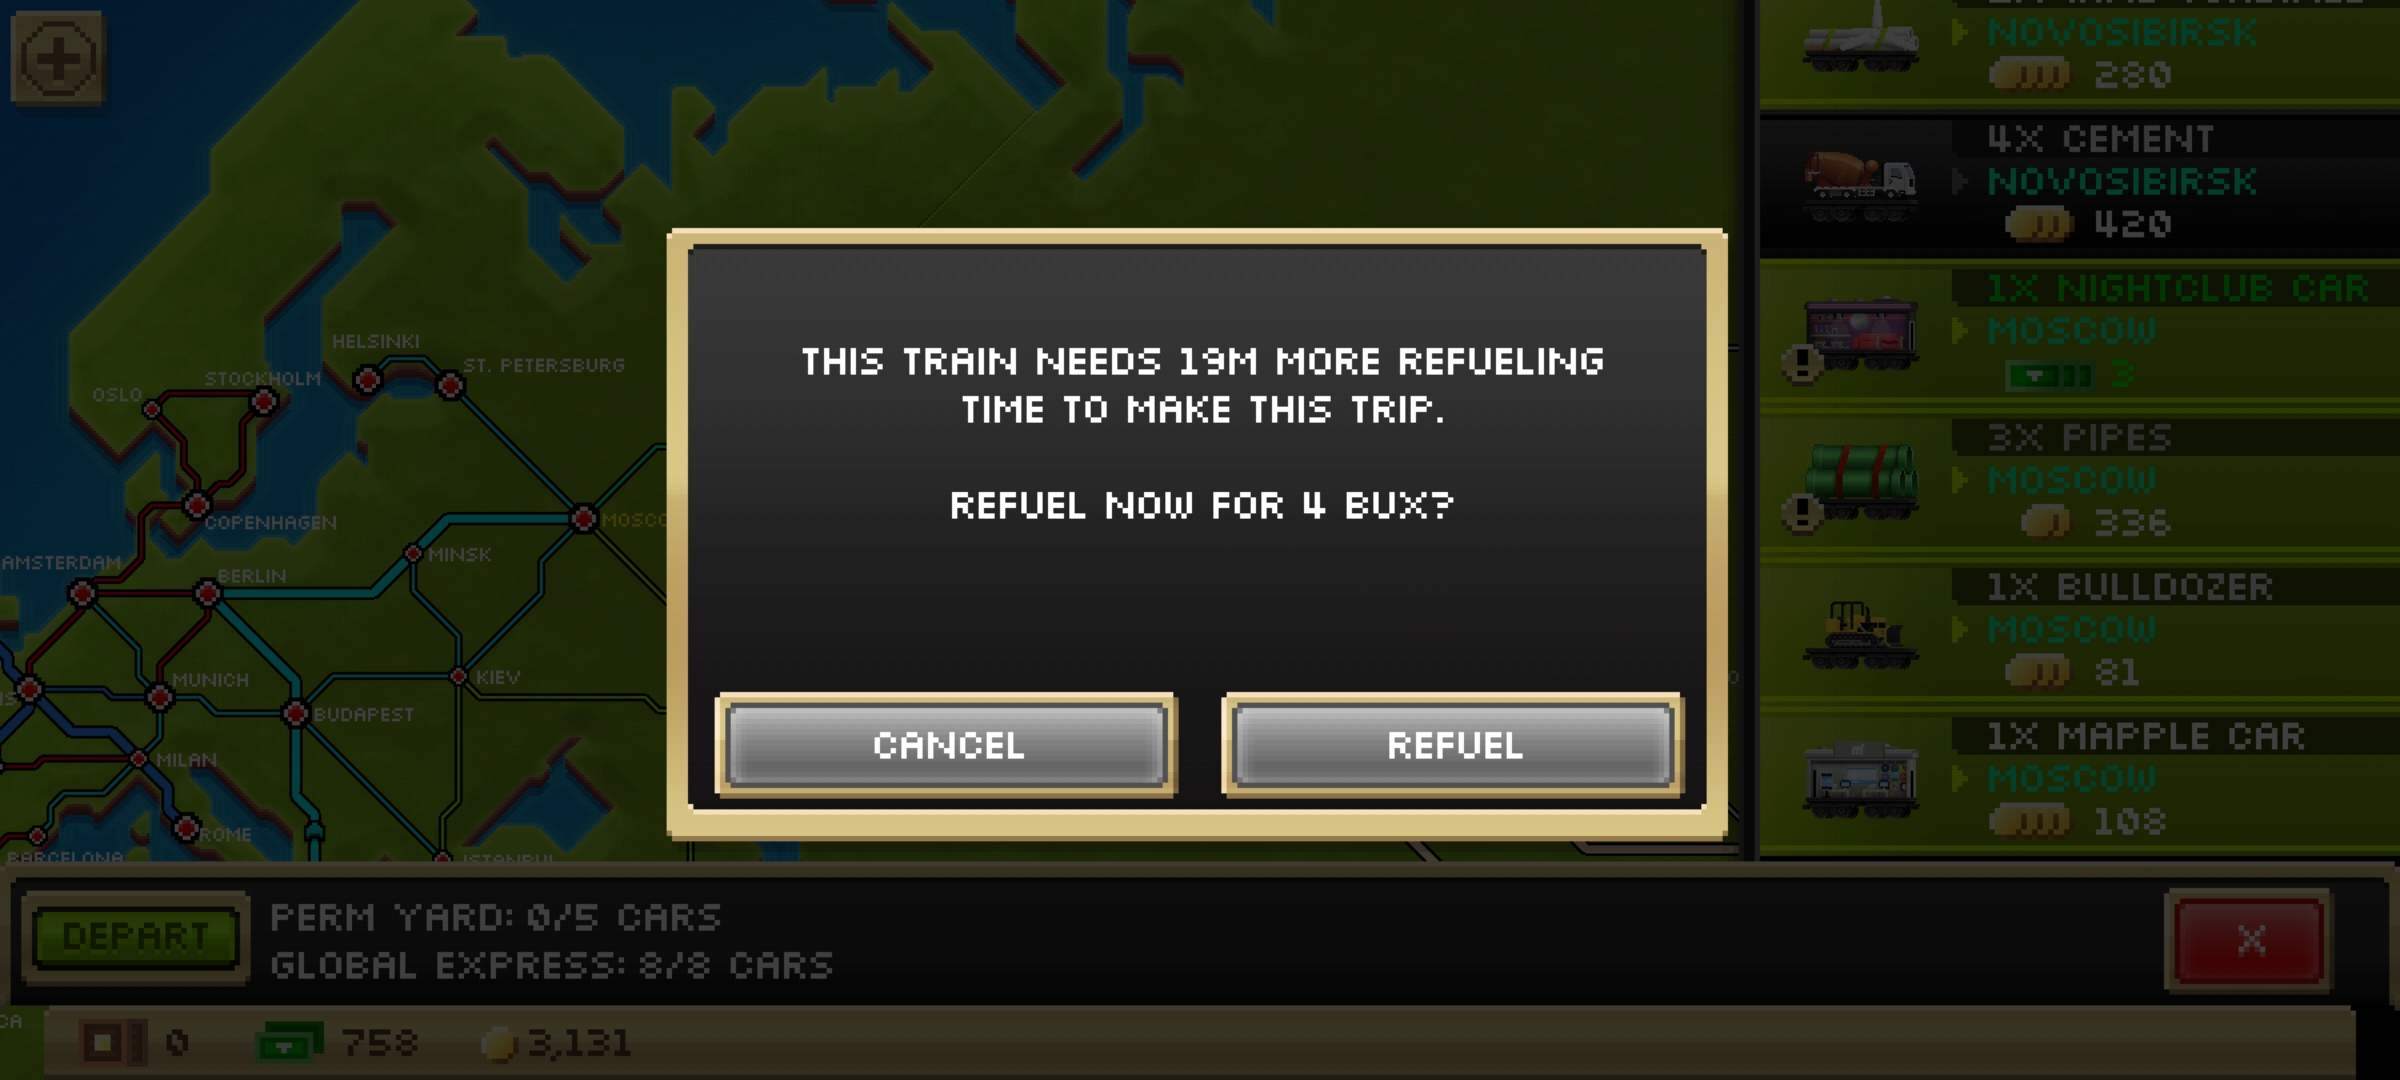 NOVOSIBIRSK
280
4X CEMENT
NOVOSIBIRSK
420
1X NIGHTCLUB CAR
MOSCOW
3
3X PIPES
MOSCOW
336
1X BULLDOZER
MOSCOW
81
1X MAPPLE CAR
MOSCOW
108
HELSINKI
ST. PETERSBURG
STOCKHOLM
OSLO
COPENHAGEN
MINSK
AMSTERDAM
BERLIN
MUNICH
KIEV
BUDAPEST
MILAN
ROME
BARCELONA
ISTANBUL
THIS TRAIN NEEDS 19M MORE REFUELING
TIME TO MAKE THIS TRIP.
REFUEL NOW FOR 4 BUX?
CANCEL
REFUEL
DEPART
PERM YARD: 0/5 CARS
GLOBAL EXPRESS: 8/8 CARS
X
0
758
3,131